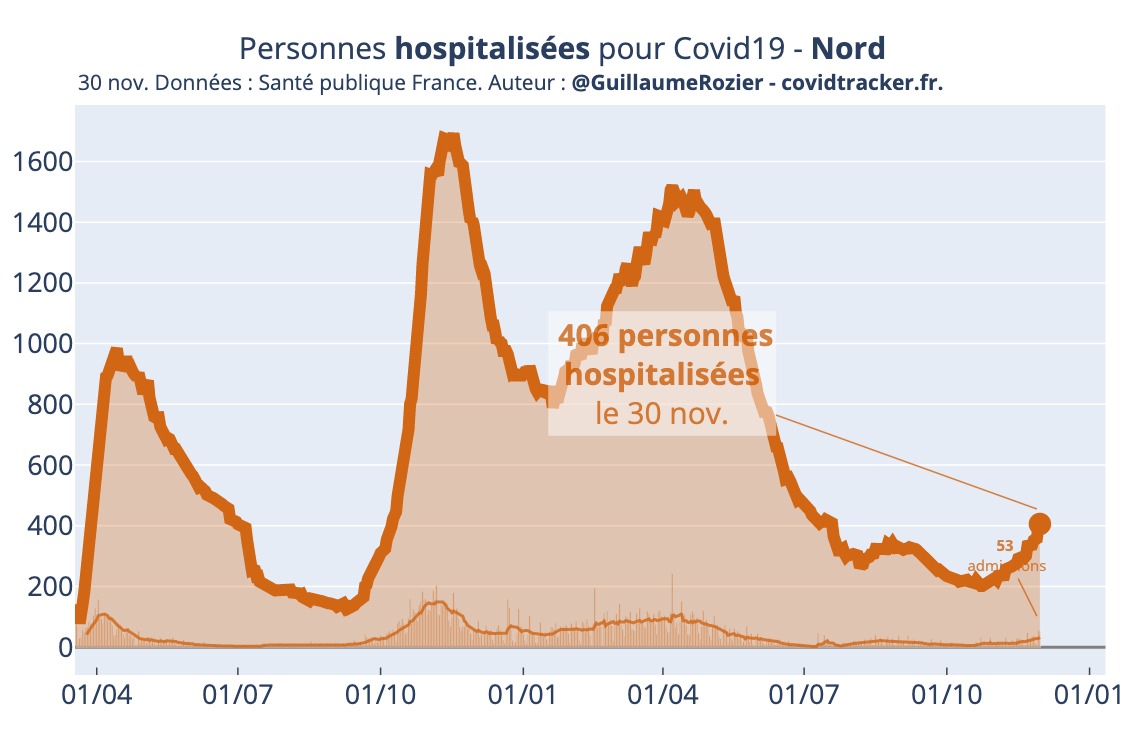 Personnes hospitalisées pour Covid19 - Nord
30 nov. Données : Santé publique France. Auteur : @GuillaumeRozier - covidtracker.fr.
1600
1400
1200
1000
800
600
400
200
0
406 personnes
hospitalisées
le 30 nov.
53
admissions
01/04 01/07 01/10 01/01 01/04 01/07 01/10 01/01